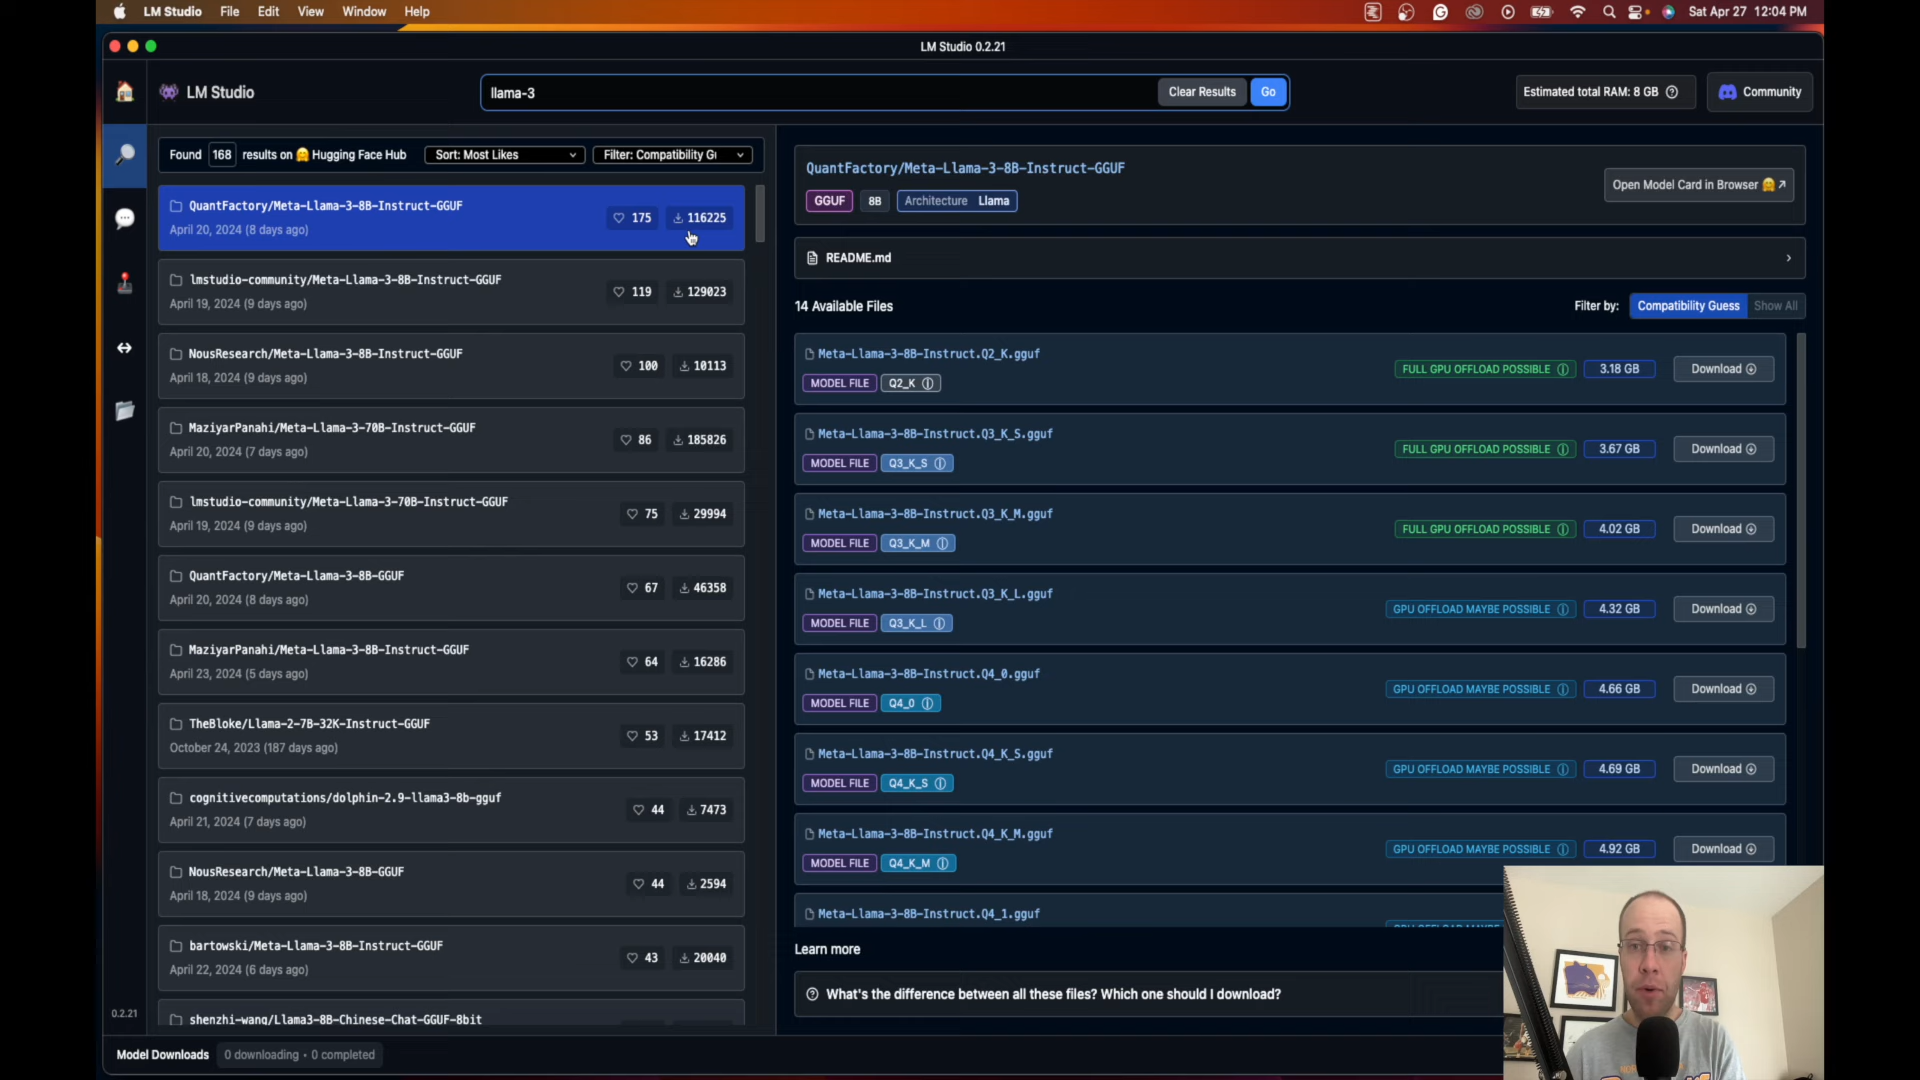 LM Studio File Edit View Window Help
Sat Apr 27 12:04 PM
LM Studio 0.2.21
LM Studio
llama-3
Clear Results
Go
Estimated total RAM: 8 GB
Community
Found 168 results on 🤗 Hugging Face Hub
Sort: Most Likes
Filter: Compatibility Gu
QuantFactory/Meta-Llama-3-8B-Instruct-GGUF
April 20, 2024 (8 days ago)
175
116225
lmstudio-community/Meta-Llama-3-8B-Instruct-GGUF
April 19, 2024 (9 days ago)
119
129023
NousResearch/Meta-Llama-3-8B-Instruct-GGUF
April 18, 2024 (9 days ago)
100
10113
MaziyarPanahi/Meta-Llama-3-70B-Instruct-GGUF
April 20, 2024 (7 days ago)
86
185826
lmstudio-community/Meta-Llama-3-70B-Instruct-GGUF
April 19, 2024 (9 days ago)
75
29994
QuantFactory/Meta-Llama-3-8B-GGUF
April 20, 2024 (8 days ago)
67
46358
MaziyarPanahi/Meta-Llama-3-8B-Instruct-GGUF
April 23, 2024 (5 days ago)
64
16286
TheBloke/Llama-2-7B-32K-Instruct-GGUF
October 24, 2023 (187 days ago)
53
17412
cognitivecomputations/dolphin-2.9-llama3-8b-gguf
April 21, 2024 (7 days ago)
44
7473
NousResearch/Meta-Llama-3-8B-GGUF
April 18, 2024 (9 days ago)
44
2594
bartowski/Meta-Llama-3-8B-Instruct-GGUF
April 22, 2024 (6 days ago)
43
20040
shenzhi-wang/Llama3-8B-Chinese-Chat-GGUF-8bit
QuantFactory/Meta-Llama-3-8B-Instruct-GGUF
GGUF 8B Architecture Llama
Open Model Card in Browser 🤗↗
README.md
14 Available Files
Filter by: Compatibility Guess Show All
Meta-Llama-3-8B-Instruct.Q2_K.gguf
MODEL FILE Q2_K
FULL GPU OFFLOAD POSSIBLE 3.18 GB Download
Meta-Llama-3-8B-Instruct.Q3_K_S.gguf
MODEL FILE Q3_K_S
FULL GPU OFFLOAD POSSIBLE 3.67 GB Download
Meta-Llama-3-8B-Instruct.Q3_K_M.gguf
MODEL FILE Q3_K_M
FULL GPU OFFLOAD POSSIBLE 4.02 GB Download
Meta-Llama-3-8B-Instruct.Q3_K_L.gguf
MODEL FILE Q3_K_L
GPU OFFLOAD MAYBE POSSIBLE 4.32 GB Download
Meta-Llama-3-8B-Instruct.Q4_0.gguf
MODEL FILE Q4_0
GPU OFFLOAD MAYBE POSSIBLE 4.66 GB Download
Meta-Llama-3-8B-Instruct.Q4_K_S.gguf
MODEL FILE Q4_K_S
GPU OFFLOAD MAYBE POSSIBLE 4.69 GB Download
Meta-Llama-3-8B-Instruct.Q4_K_M.gguf
MODEL FILE Q4_K_M
GPU OFFLOAD MAYBE POSSIBLE 4.92 GB Download
Meta-Llama-3-8B-Instruct.Q4_1.gguf
Learn more
What's the difference between all these files? Which one should I download?
0.2.21
Model Downloads 0 downloading • 0 completed